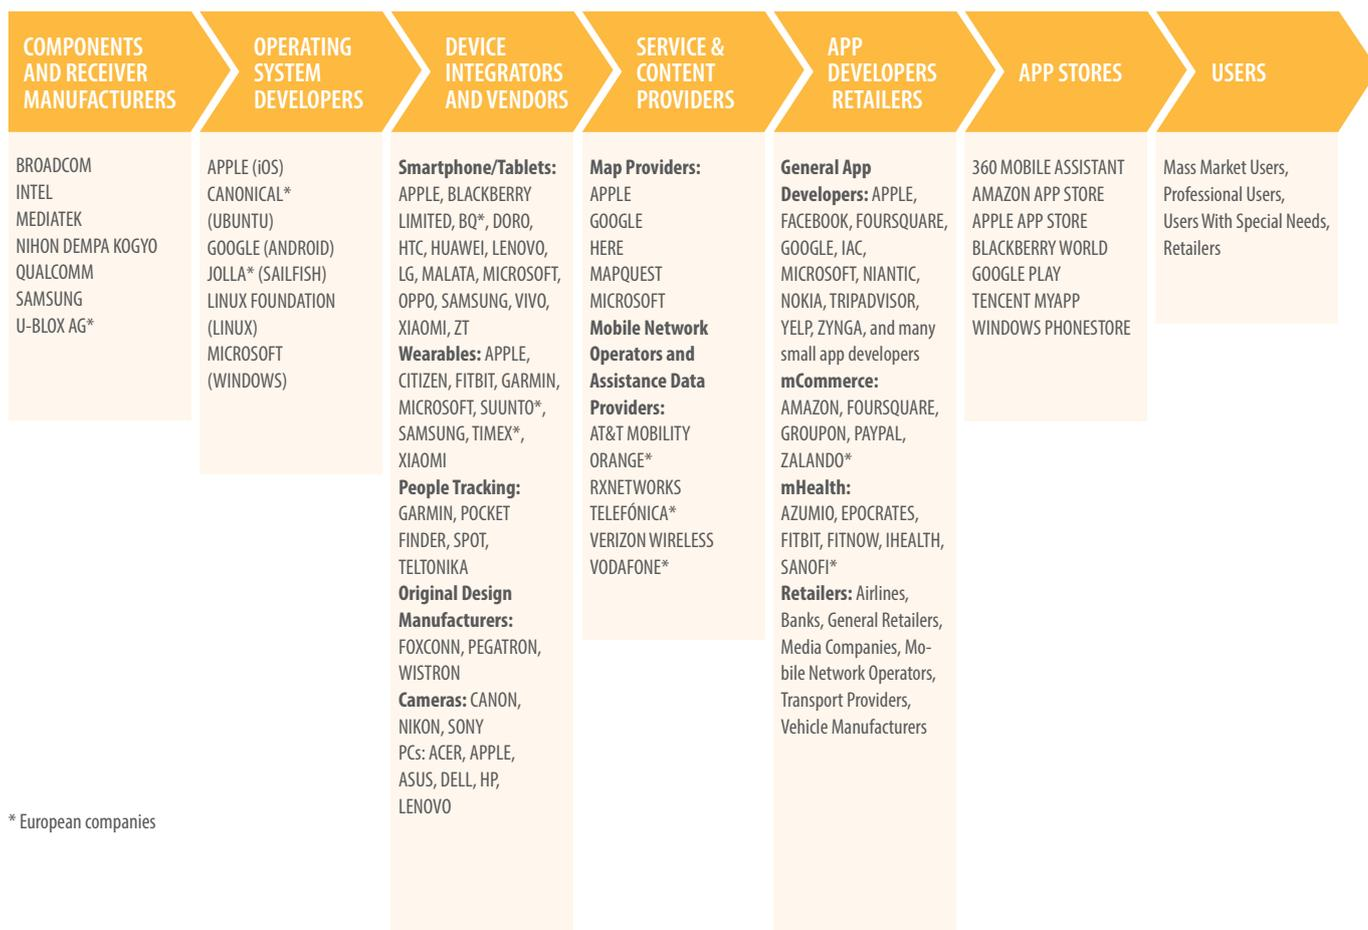 COMPONENTS
AND RECEIVER
MANUFACTURERS
BROADCOM
INTEL
MEDIATEK
NIHON DEMPA KOGYO
QUALCOMM
SAMSUNG
U-BLOX AG*
OPERATING
SYSTEM
DEVELOPERS
APPLE (iOS)
CANONICAL*
(UBUNTU)
GOOGLE (ANDROID)
JOLLA* (SAILFISH)
LINUX FOUNDATION
(LINUX)
MICROSOFT
(WINDOWS)
DEVICE
INTEGRATORS
AND VENDORS
Smartphone/Tablets:
APPLE, BLACKBERRY
LIMITED, BQ*, DORO,
HTC, HUAWEI, LENOVO,
LG, MALATA, MICROSOFT,
OPPO, SAMSUNG, VIVO,
XIAOMI, ZT
Wearables: APPLE,
CITIZEN, FITBIT, GARMIN,
MICROSOFT, SUUNTO*,
SAMSUNG, TIMEX*,
XIAOMI
People Tracking:
GARMIN, POCKET
FINDER, SPOT,
TELTONIKA
Original Design
Manufacturers:
FOXCONN, PEGATRON,
WISTRON
Cameras: CANON,
NIKON, SONY
PCs: ACER, APPLE,
ASUS, DELL, HP,
LENOVO
SERVICE &
CONTENT
PROVIDERS
Map Providers:
APPLE
GOOGLE
HERE
MAPQUEST
MICROSOFT
Mobile Network
Operators and
Assistance Data
Providers:
AT&T MOBILITY
ORANGE*
RXNETWORKS
TELEFÓNICA*
VERIZON WIRELESS
VODAFONE*
APP
DEVELOPERS
RETAILERS
General App
Developers: APPLE,
FACEBOOK, FOURSQUARE,
GOOGLE, IAC,
MICROSOFT, NIANTIC,
NOKIA, TRIPADVISOR,
YELP, ZYNGA, and many
small app developers
mCommerce:
AMAZON, FOURSQUARE,
GROUPON, PAYPAL,
ZALANDO*
mHealth:
AZUMIO, EPOCRATES,
FITBIT, FITNOW, IHEALTH,
SANOFI*
Retailers: Airlines,
Banks, General Retailers,
Media Companies, Mo-
bile Network Operators,
Transport Providers,
Vehicle Manufacturers
APP STORES
360 MOBILE ASSISTANT
AMAZON APP STORE
APPLE APP STORE
BLACKBERRY WORLD
GOOGLE PLAY
TENCENT MYAPP
WINDOWS PHONESTORE
USERS
Mass Market Users,
Professional Users,
Users With Special Needs,
Retailers
* European companies